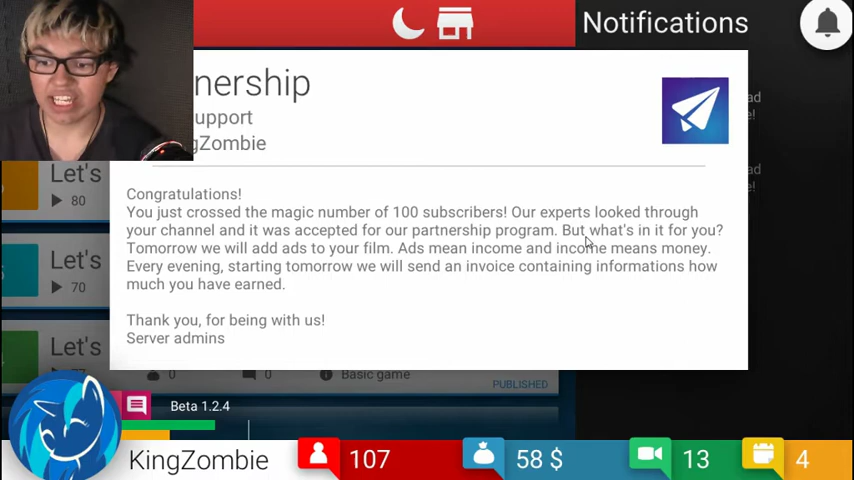 Notifications
nership
upport
gZombie
Congratulations!
You just crossed the magic number of 100 subscribers! Our experts looked through
your channel and it was accepted for our partnership program. But what's in it for you?
Tomorrow we will add ads to your film. Ads mean income and income means money.
Every evening, starting tomorrow we will send an invoice containing informations how
much you have earned.
Thank you, for being with us!
Server admins
Let's
80
Let's
70
Let's
0 0 Basic game
PUBLISHED
ad
e!
Beta 1.2.4
KingZombie 107 58 $ 13 4